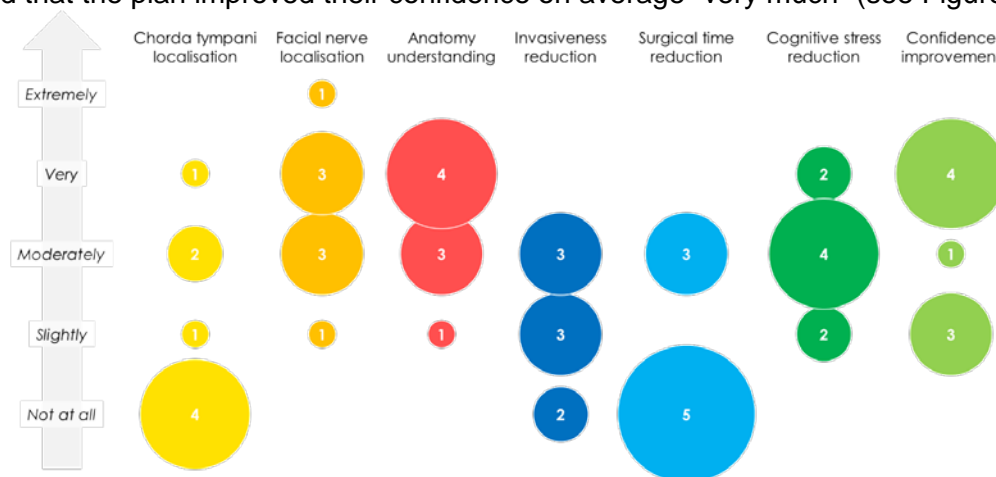 d that the plan improved their confidence on average "very much" (see Figure
Chorda tympani localisation
Facial nerve localisation
Anatomy understanding
Invasiveness reduction
Surgical time reduction
Cognitive stress reduction
Confidence improvemen
Extremely
1
Very
1
3
4
2
4
Moderately
2
3
3
3
3
4
1
Slightly
1
1
1
3
2
3
Not at all
4
2
5